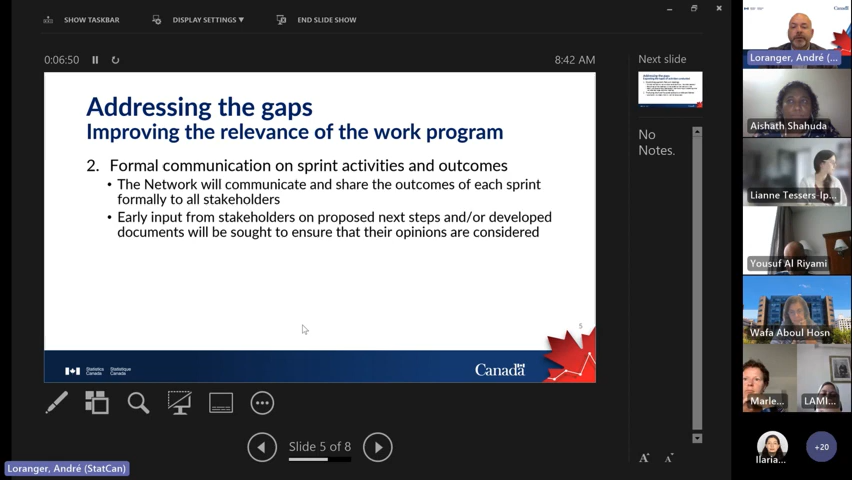 SHOW TASKBAR
DISPLAY SETTINGS ▼
END SLIDE SHOW
0:06:50
8:42 AM
Addressing the gaps
Improving the relevance of the work program
2. Formal communication on sprint activities and outcomes
• The Network will communicate and share the outcomes of each sprint
formally to all stakeholders
• Early input from stakeholders on proposed next steps and/or developed
documents will be sought to ensure that their opinions are considered
5
Statistics
Canada
Statistique
Canada
Canada
Slide 5 of 8
Loranger, André (StatCan)
Next slide
Addressing the gaps
No
Notes.
A
A
Canada
Loranger, André (...
Aishath Shahuda
Lianne Tessers-Ip...
Yousuf Al Riyami
Wafa Aboul Hosn
Marle...
LAMI...
Ilaria...
+20